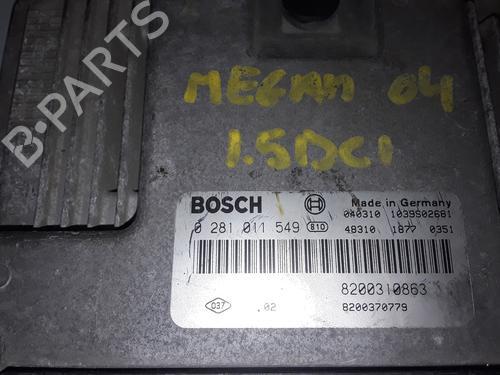 B-PARTS
MEGAN 04
1.5DCI
BOSCH Made in Germany
040310 1039S02681
0 281 011 549 810 48310 1877 0351
8200310863
037 .02 8200370779